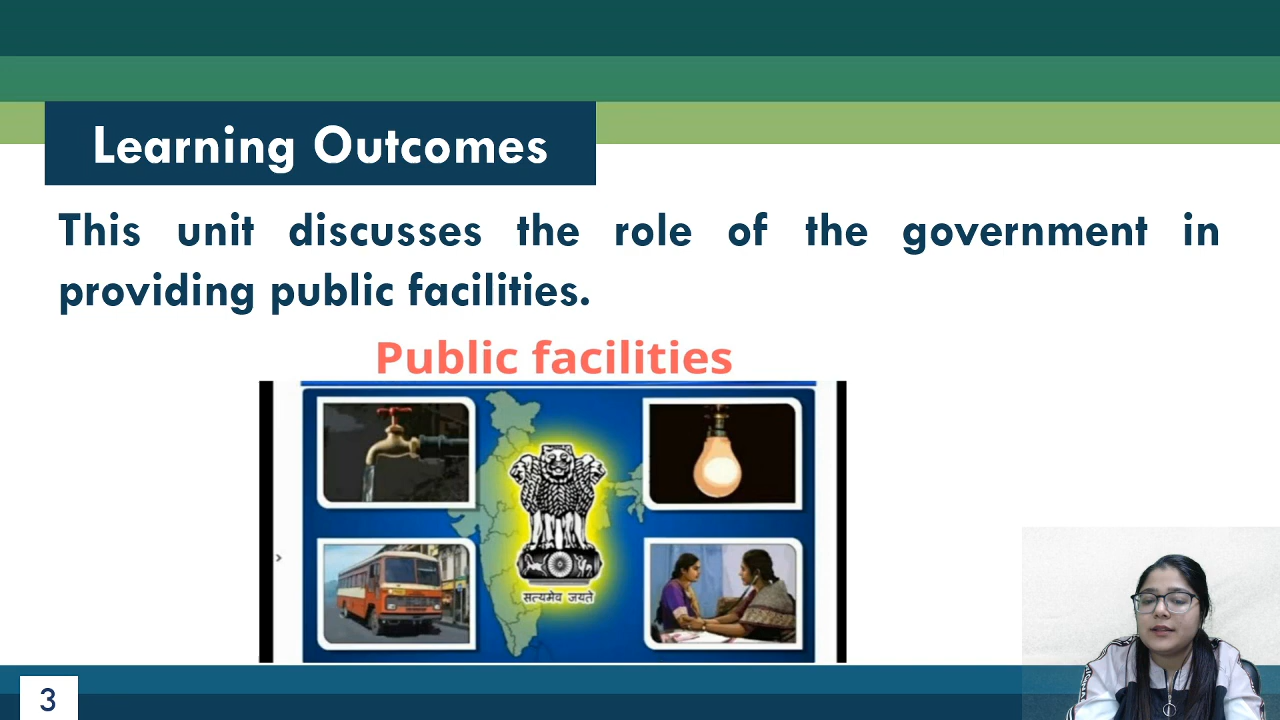 Learning Outcomes
This unit discusses the role of the government in
providing public facilities.
Public facilities
सत्यमेव जयते
3